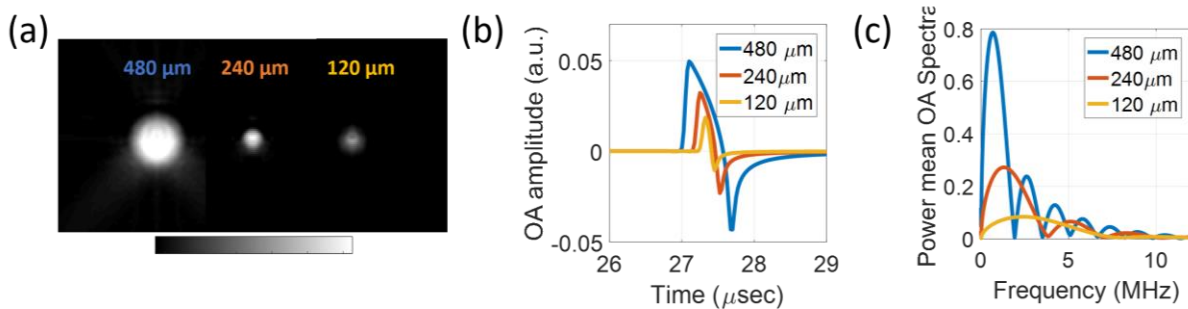 (a)
480 µm
240 µm
120 µm
(b)
OA amplitude (a.u.)
0.05
0
-0.05
480 µm
240µm
120 µm
26
27
28
29
Time (µsec)
(c)
Power mean OA Spectra
0.8
0.6
0.4
0.2
0
480 µm
240µm
120 µm
0
5
10
Frequency (MHz)